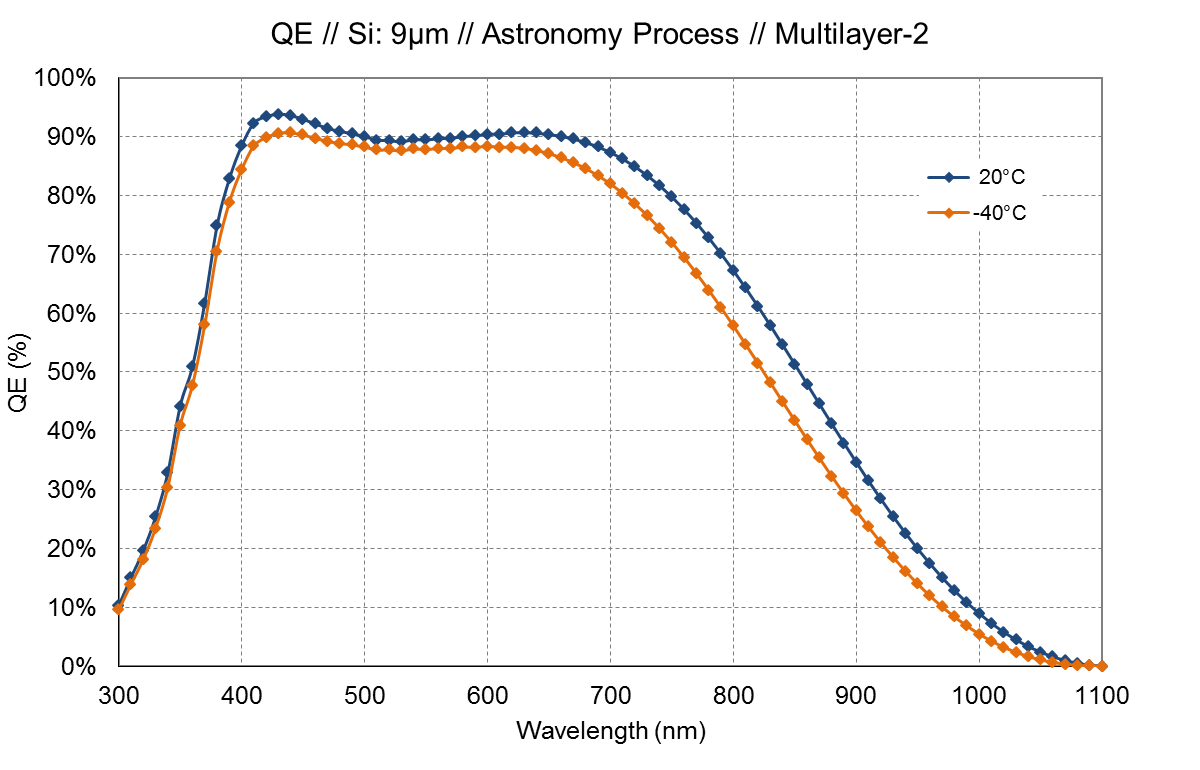 QE // Si: 9µm // Astronomy Process // Multilayer-2
100%
90%
80%
70%
60%
50%
40%
30%
20%
10%
0%
QE (%)
20°C
-40°C
300 400 500 600 700 800 900 1000 1100
Wavelength (nm)